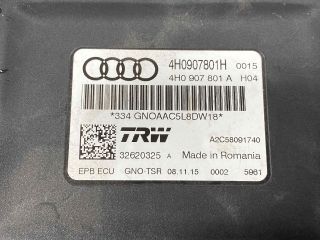 4H0907801H 0015
4H0 907 801 A H04
*334 GNOAAC5L8DW18*
TRW A2C58091740
32620325 A Made in Romania
EPB ECU GNO-TSR 08.11.15 0002 5961